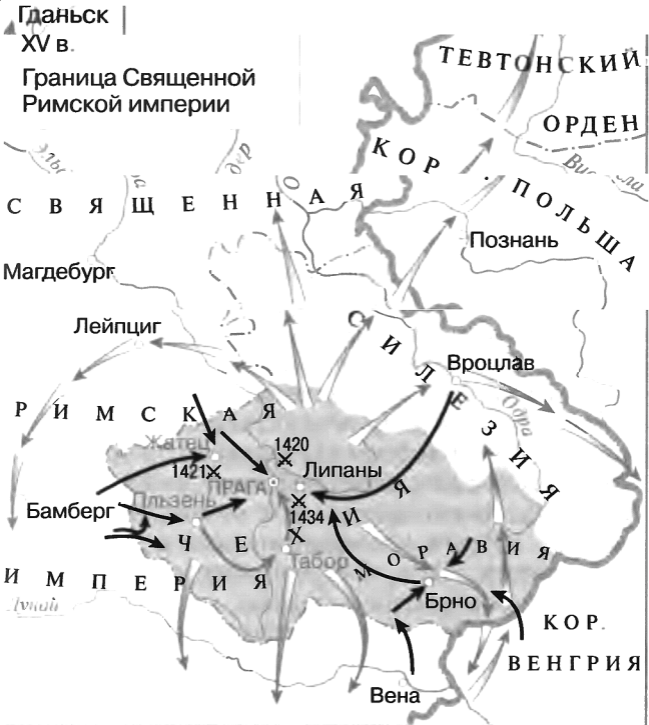 Гданьск
XV в.
Граница Священной
Римской империи
ТЕВТОНСКИЙ
ОРДЕН
КОР. ПОЛЬША
СВЯЩЕННАЯ
Познань
Магдебург
Лейпциг
СИЛЕЗИЯ
Вроцлав
Одра
РИМСКАЯ
Жатец
1420
1421
ПРАГА
Липаны
Пльзень
1434
Бамберг
ЧЕХИЯ
Табор
МОРАВИЯ
ИМПЕРИЯ
Дунай
Брно
КОР.
ВЕНГРИЯ
Вена